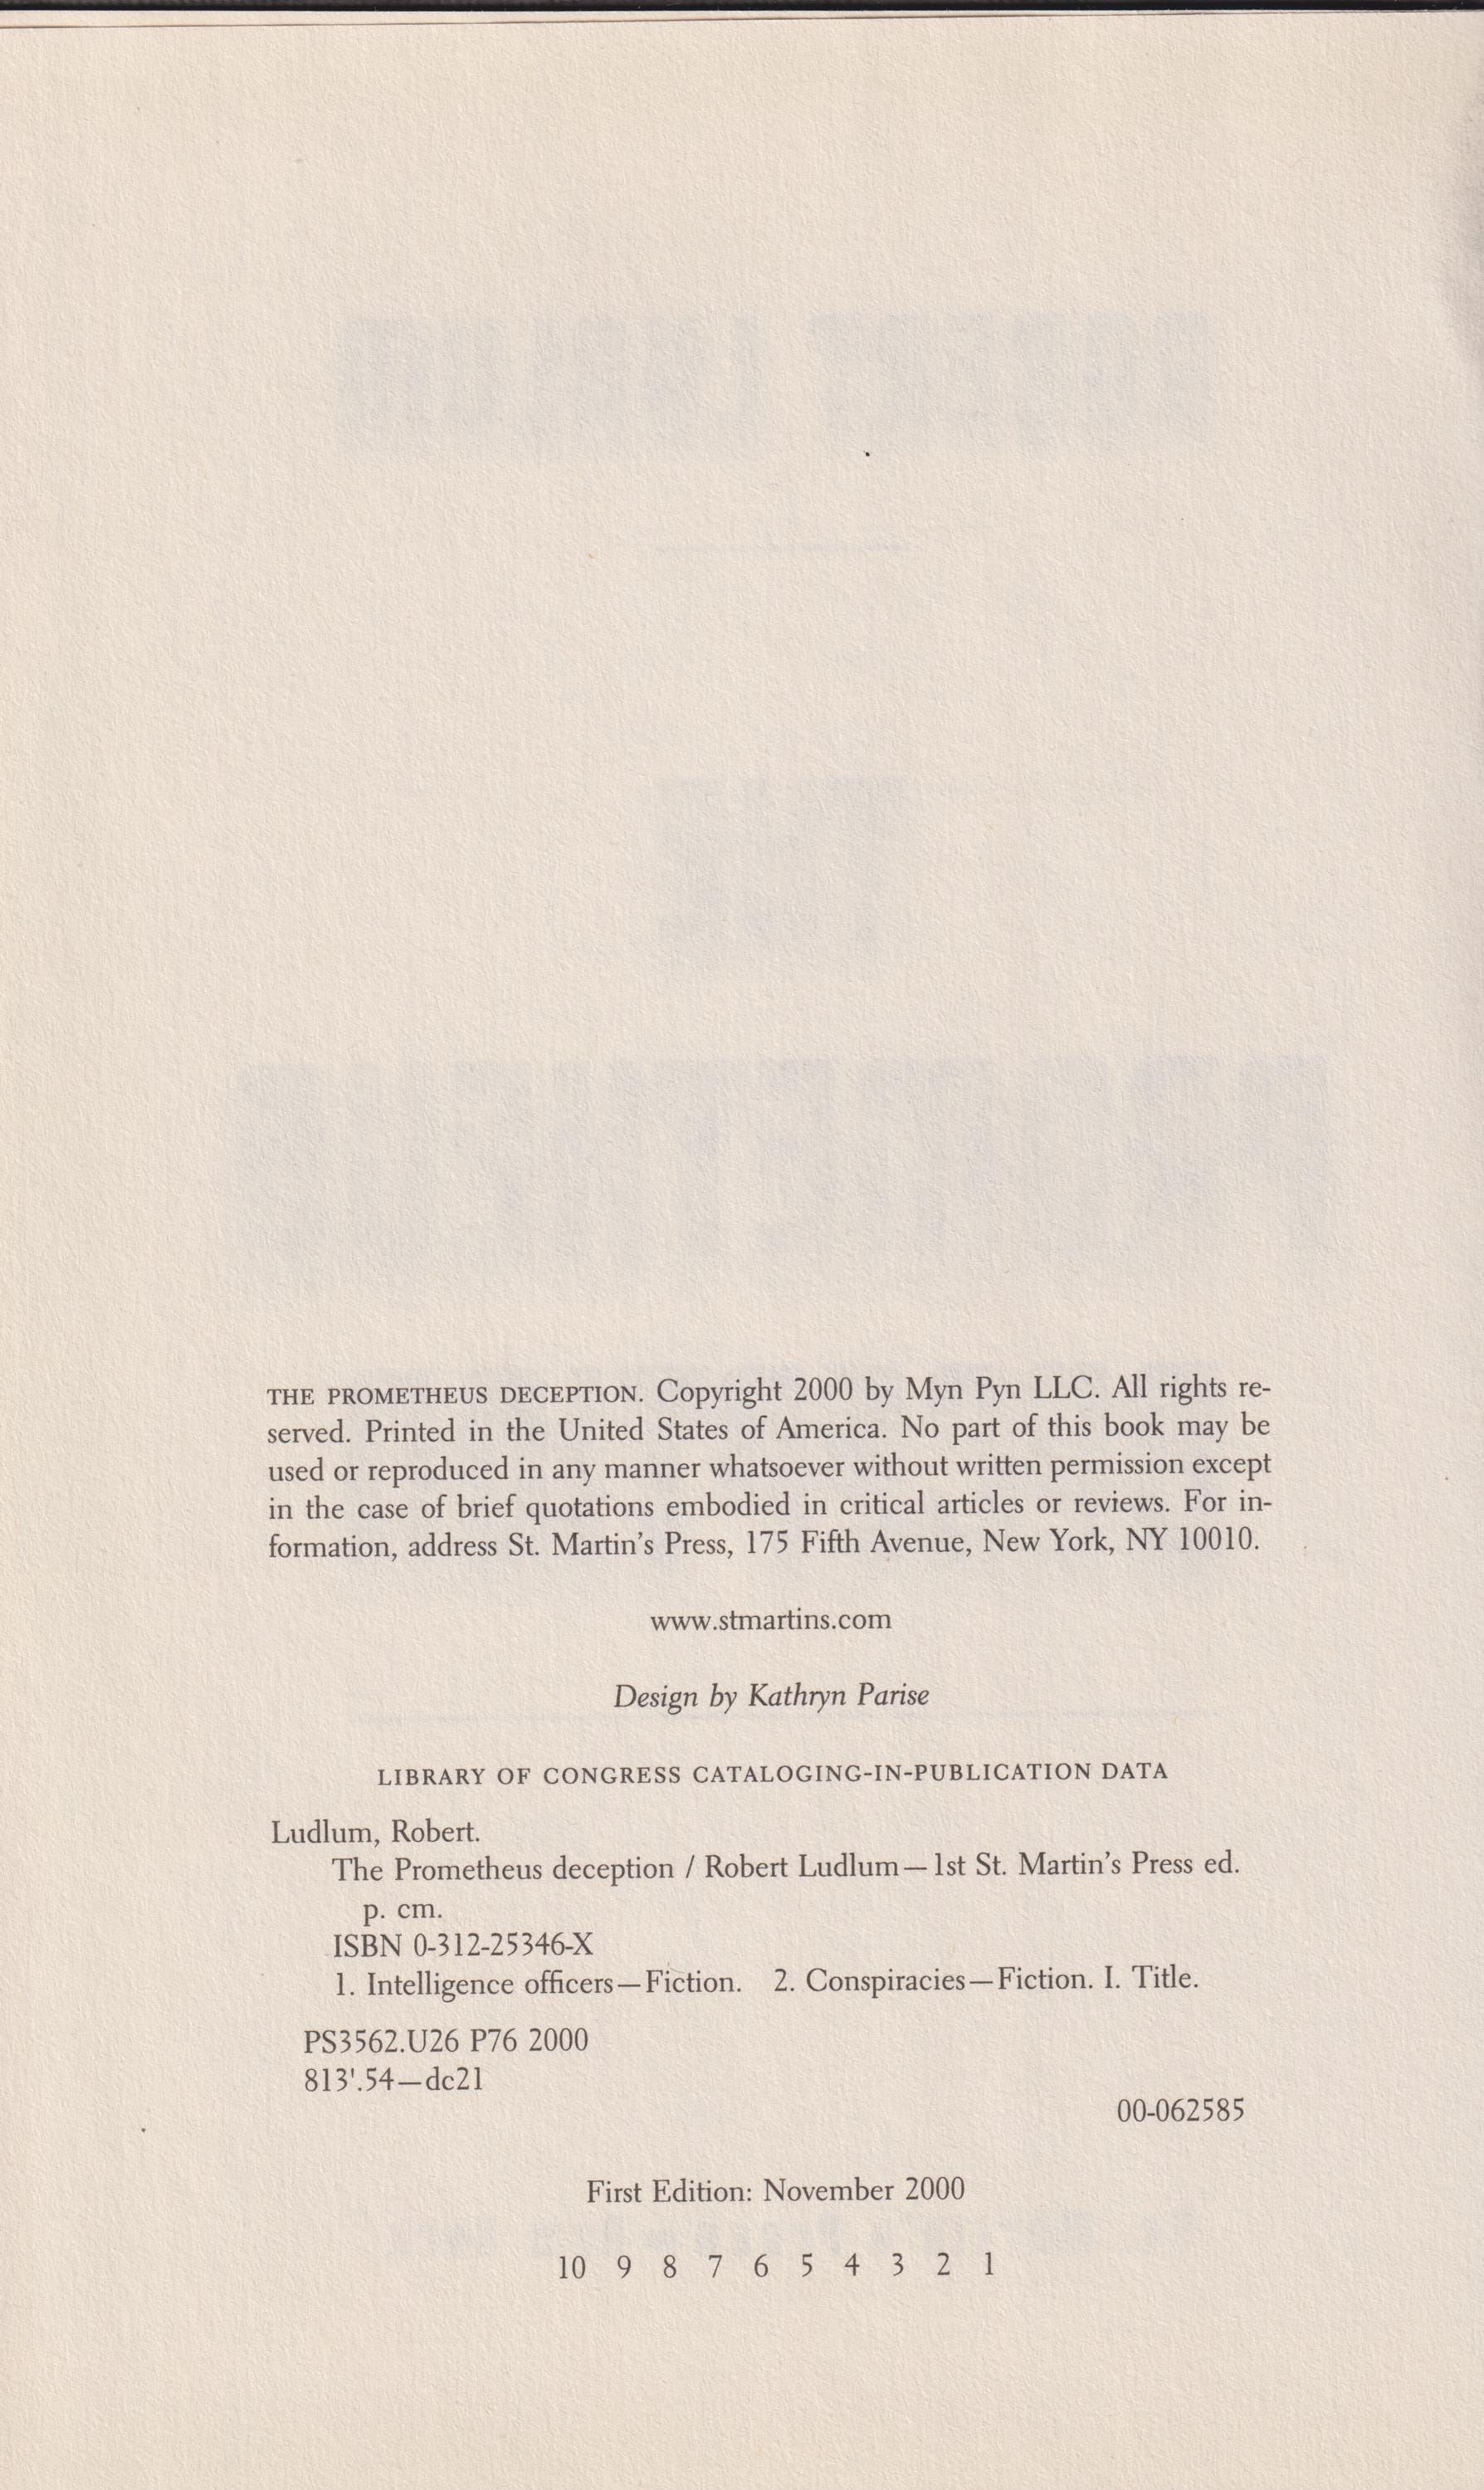 THE PROMETHEUS DECEPTION. Copyright 2000 by Myn Pyn LLC. All rights re-
served. Printed in the United States of America. No part of this book may be
used or reproduced in any manner whatsoever without written permission except
in the case of brief quotations embodied in critical articles or reviews. For in-
formation, address St. Martin's Press, 175 Fifth Avenue, New York, NY 10010.
www.stmartins.com
Design by Kathryn Parise
LIBRARY OF CONGRESS CATALOGING-IN-PUBLICATION DATA
Ludlum, Robert.
The Prometheus deception / Robert Ludlum—1st St. Martin's Press ed.
p. cm.
ISBN 0-312-25346-X
1. Intelligence officers—Fiction. 2. Conspiracies—Fiction. I. Title.
PS3562.U26 P76 2000
813'.54—dc21
00-062585
First Edition: November 2000
10 9 8 7 6 5 4 3 2 1